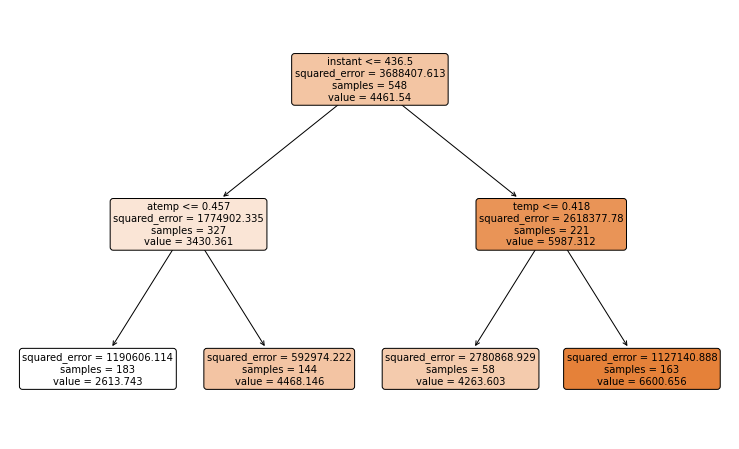 instant <= 436.5
squared_error = 3688407.613
samples = 548
value = 4461.54
atemp <= 0.457
squared_error = 1774902.335
samples = 327
value = 3430.361
temp <= 0.418
squared_error = 2618377.78
samples = 221
value = 5987.312
squared_error = 1190606.114
samples = 183
value = 2613.743
squared_error = 592974.222
samples = 144
value = 4468.146
squared_error = 2780868.929
samples = 58
value = 4263.603
squared_error = 1127140.888
samples = 163
value = 6600.656